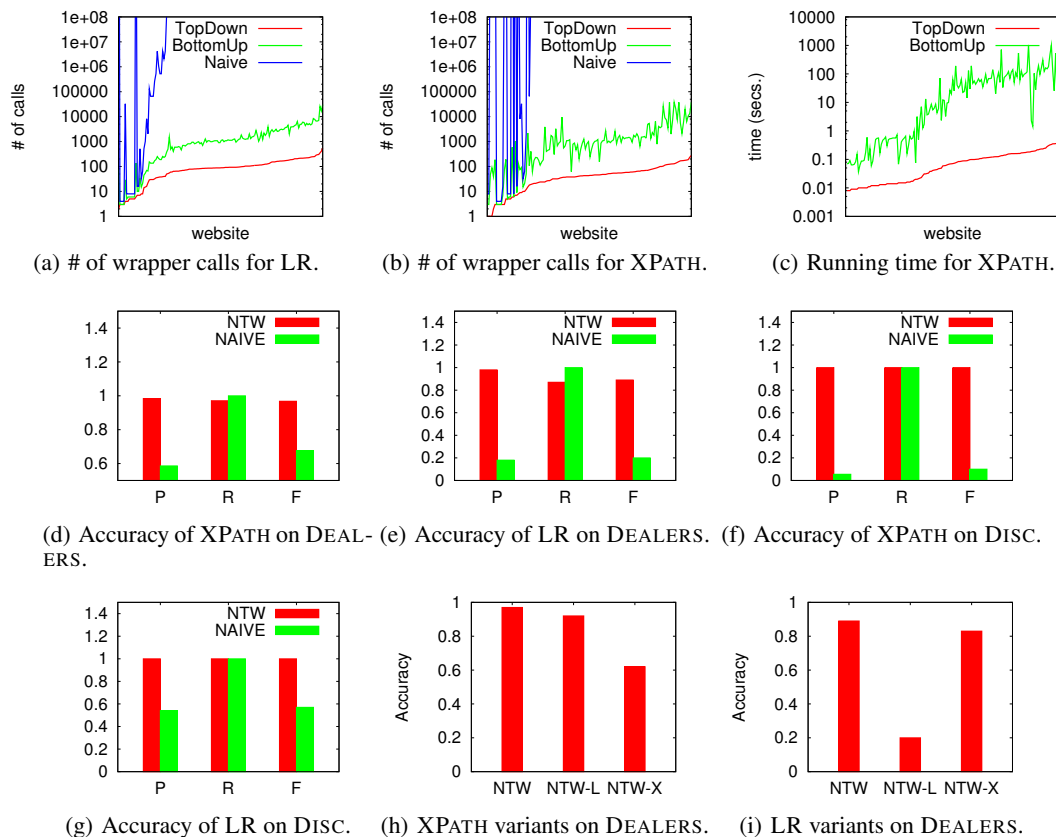 1e+08
1e+07
1e+06
100000
10000
1000
100
10
1
# of calls
TopDown
BottomUp
Naive
website
(a) # of wrapper calls for LR.
1e+08
1e+07
1e+06
100000
10000
1000
100
10
1
# of calls
TopDown
BottomUp
Naive
website
(b) # of wrapper calls for XPATH.
10000
1000
100
10
1
0.1
0.01
0.001
time (secs.)
TopDown
BottomUp
website
(c) Running time for XPATH.
1.4
1.2
1
0.8
0.6
NTW
NAIVE
P R F
(d) Accuracy of XPATH on DEAL-
ERS.
1.4
1.2
1
0.8
0.6
0.4
0.2
0
NTW
NAIVE
P R F
(e) Accuracy of LR on DEALERS.
1.4
1.2
1
0.8
0.6
0.4
0.2
0
NTW
NAIVE
P R F
(f) Accuracy of XPATH on DISC.
1.4
1.2
1
0.8
0.6
0.4
0.2
0
NTW
NAIVE
P R F
(g) Accuracy of LR on DISC.
1
0.8
0.6
0.4
0.2
0
Accuracy
NTW NTW-L NTW-X
(h) XPATH variants on DEALERS.
1
0.8
0.6
0.4
0.2
0
Accuracy
NTW NTW-L NTW-X
(i) LR variants on DEALERS.